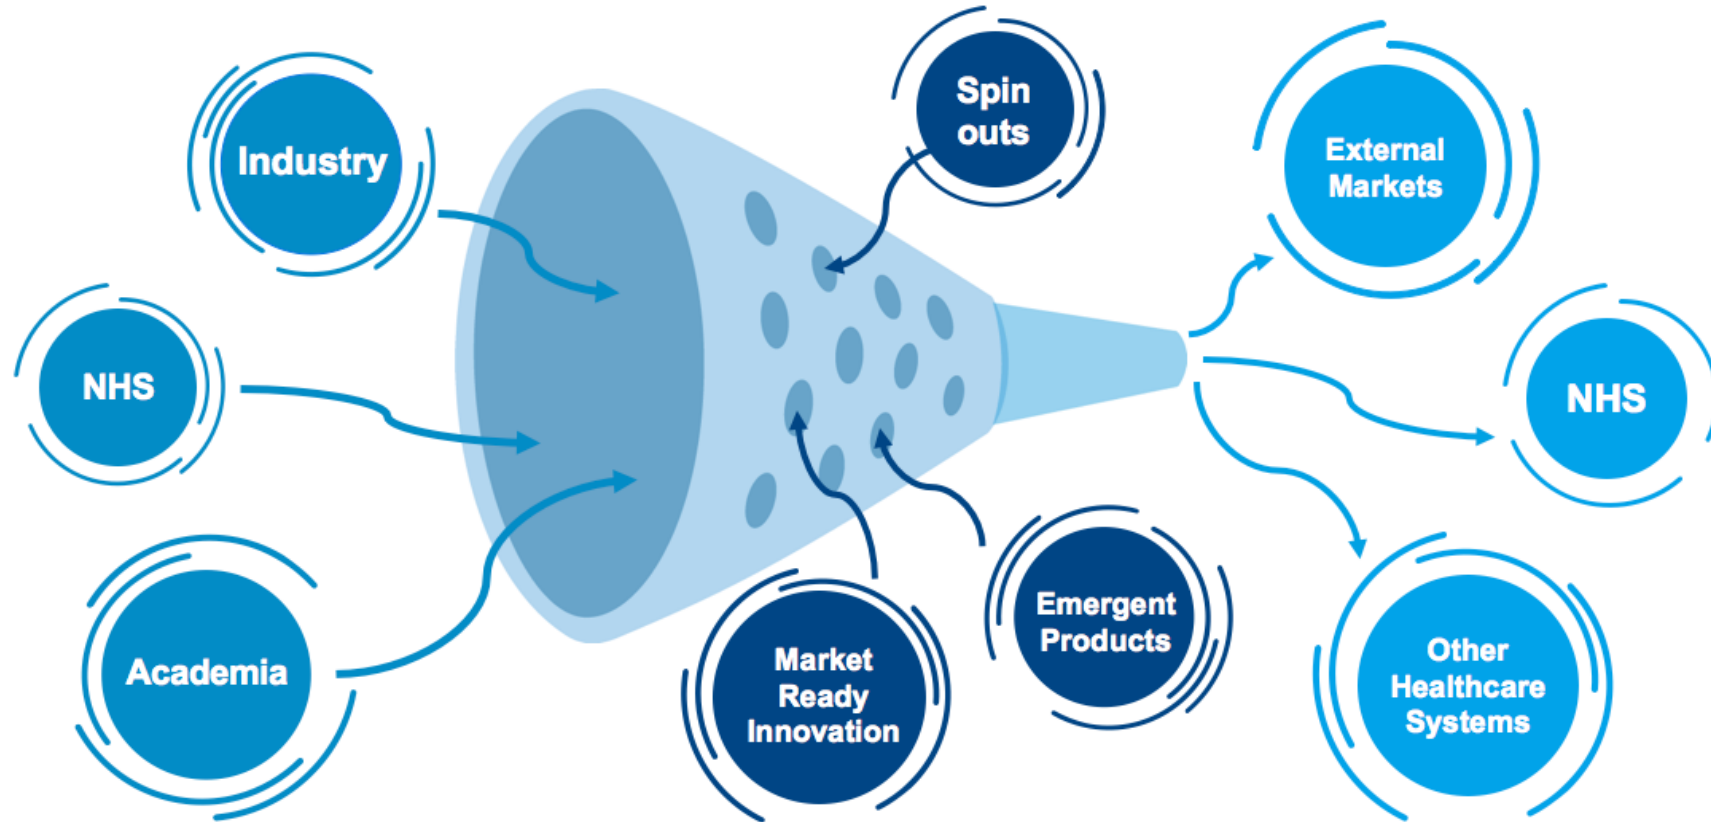 Industry
NHS
Academia
Spin
outs
Market
Ready
Innovation
Emergent
Products
External
Markets
NHS
Other
Healthcare
Systems